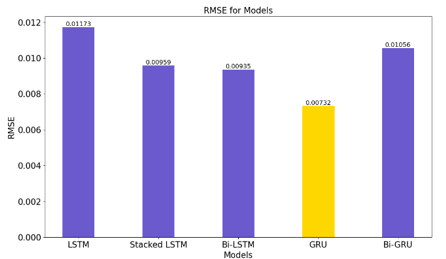 RMSE for Models
0.012
0.010
0.008
0.006
0.004
0.002
0.000
RMSE
0.01173
0.00959
0.00935
0.00732
0.01056
LSTM
Stacked LSTM
Bi-LSTM
GRU
Bi-GRU
Models